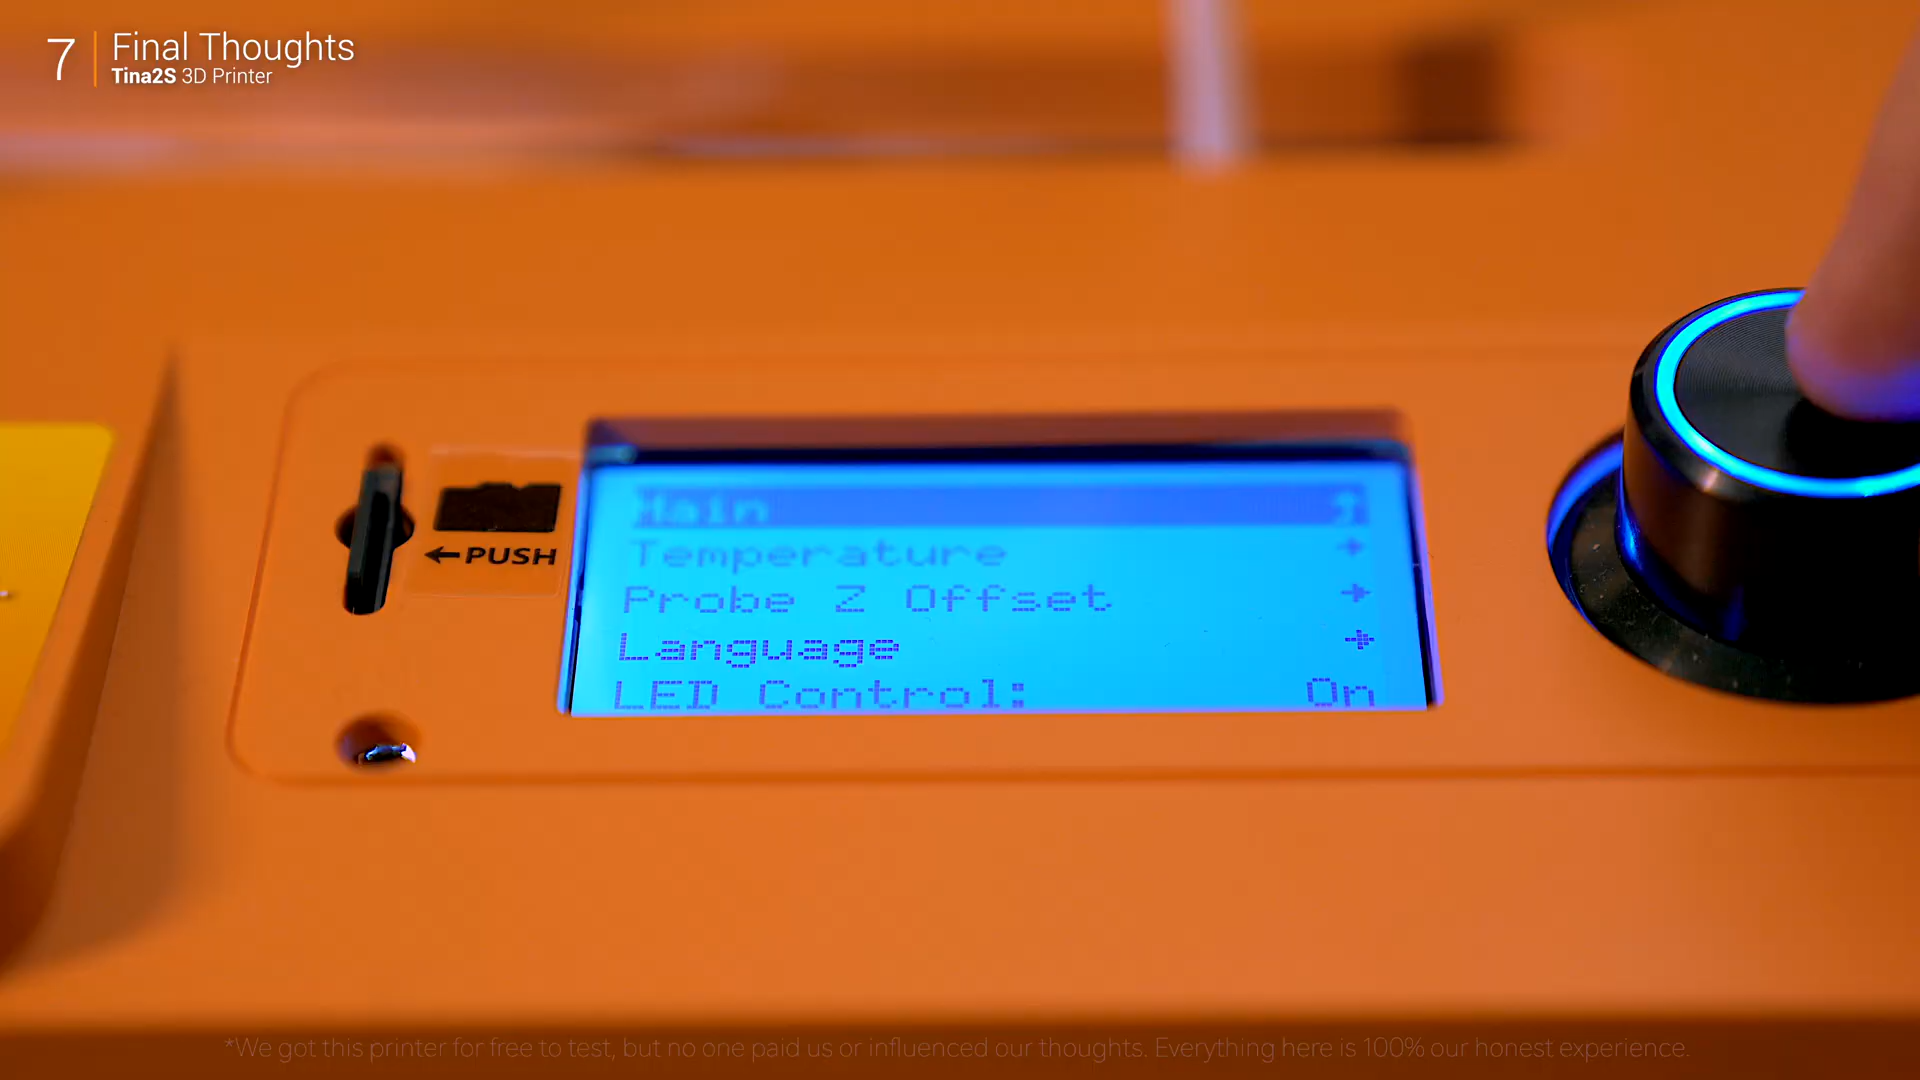 7
Final Thoughts
Tina2S 3D Printer
←PUSH
Main
Temperature
Probe Z Offset
Language
LED Control: On
*We got this printer for free to test, but no one paid us or influenced our thoughts. Everything here is 100% our honest experience.